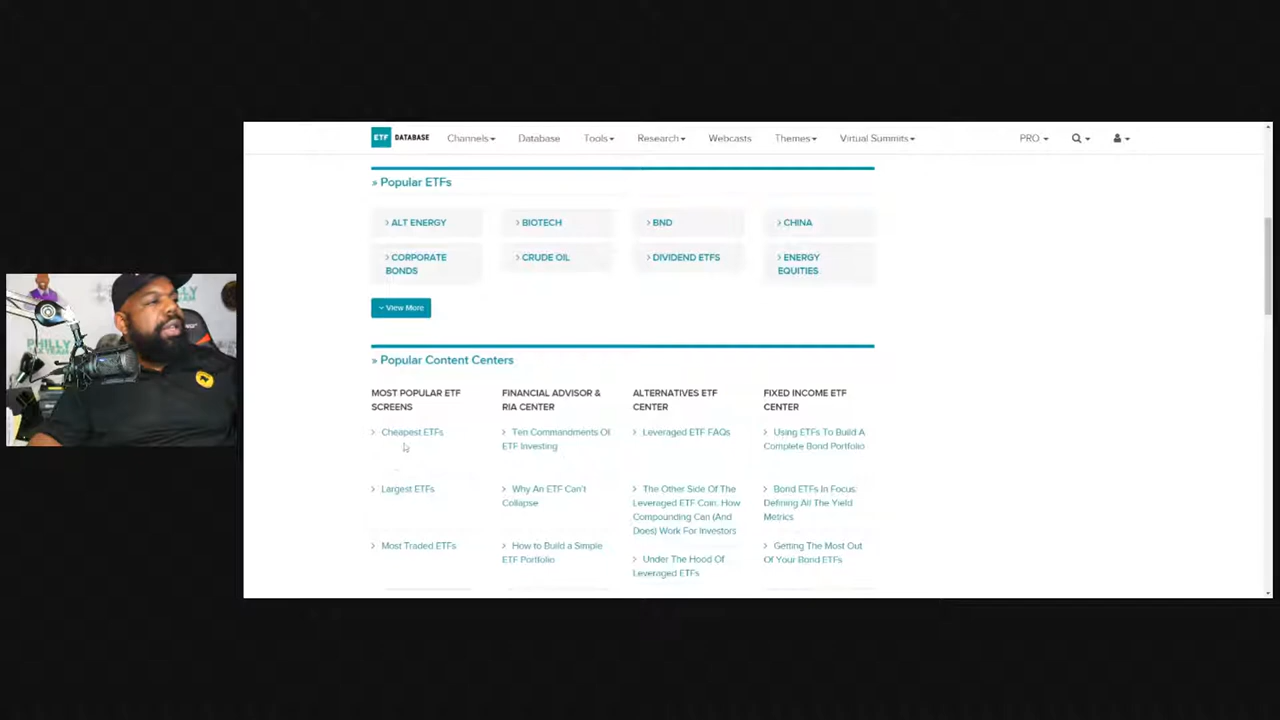 ETF DATABASE Channels Database Tools Research Webcasts Themes Virtual Summits PRO
» Popular ETFs
> ALT ENERGY > BIOTECH > BND > CHINA
> CORPORATE BONDS > CRUDE OIL > DIVIDEND ETFS > ENERGY EQUITIES
View More
» Popular Content Centers
MOST POPULAR ETF
SCREENS
> Cheapest ETFs
> Largest ETFs
> Most Traded ETFs
FINANCIAL ADVISOR &
RIA CENTER
> Ten Commandments Of
ETF Investing
> Why An ETF Can't
Collapse
> How to Build a Simple
ETF Portfolio
ALTERNATIVES ETF
CENTER
> Leveraged ETF FAQs
> The Other Side Of The
Leveraged ETF Coin: How
Compounding Can (And
Does) Work For Investors
> Under The Hood Of
Leveraged ETFs
FIXED INCOME ETF
CENTER
> Using ETFs To Build A
Complete Bond Portfolio
> Bond ETFs In Focus:
Defining All The Yield
Metrics
> Getting The Most Out
Of Your Bond ETFs
PHILLY